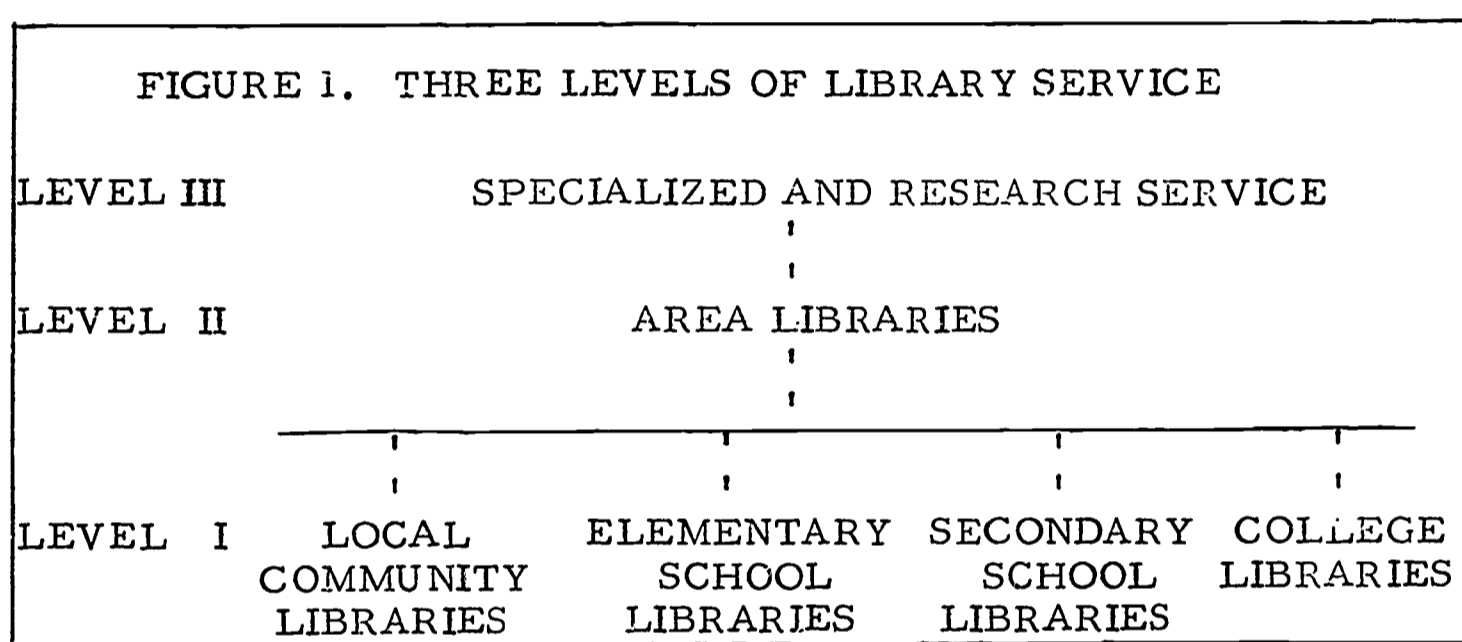 FIGURE 1. THREE LEVELS OF LIBRARY SERVICE
LEVEL III SPECIALIZED AND RESEARCH SERVICE
LEVEL II AREA LIBRARIES
LEVEL I LOCAL ELEMENTARY SECONDARY COLLEGE
COMMUNITY SCHOOL SCHOOL LIBRARIES
LIBRARIES LIBRARIES LIBRARIES